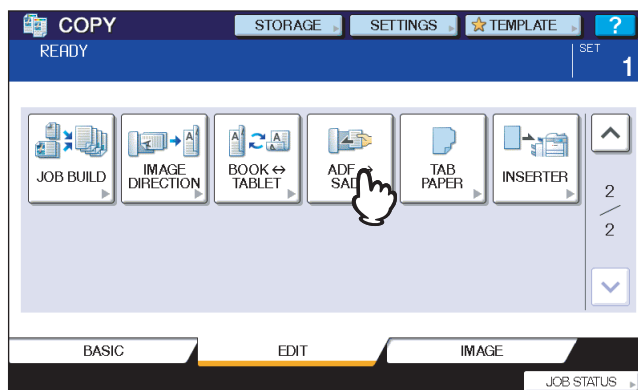 COPY
STORAGE
SETTINGS
TEMPLATE
?
READY
SET
1
JOB BUILD
IMAGE
DIRECTION
BOOK ↔
TABLET
ADF
SAD
TAB
PAPER
INSERTER
2
2
BASIC
EDIT
IMAGE
JOB STATUS